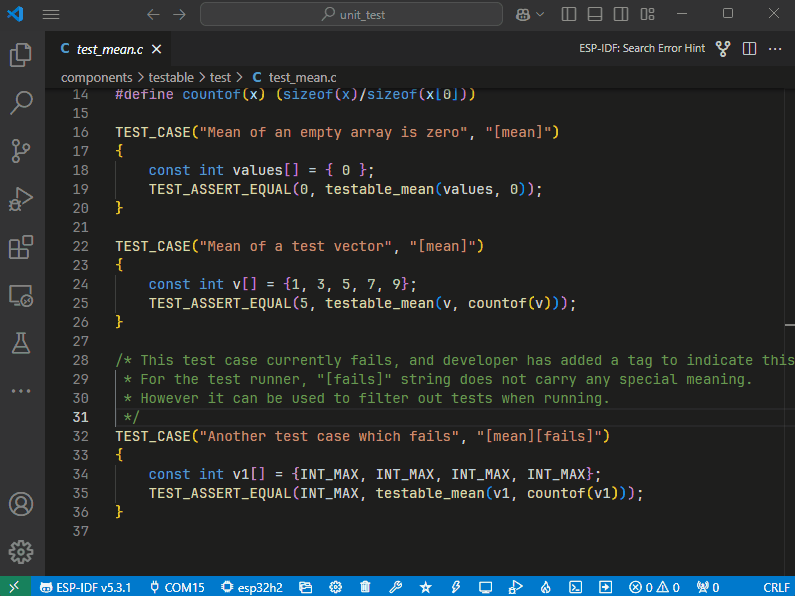 unit_test
test_mean.c
ESP-IDF: Search Error Hint
components > testable > test > C test_mean.c
14 #define countof(x) (sizeof(x)/sizeof(x[0]))
15
16 TEST_CASE("Mean of an empty array is zero", "[mean]")
17 {
18 const int values[] = { 0 };
19 TEST_ASSERT_EQUAL(0, testable_mean(values, 0));
20 }
21
22 TEST_CASE("Mean of a test vector", "[mean]")
23 {
24 const int v[] = {1, 3, 5, 7, 9};
25 TEST_ASSERT_EQUAL(5, testable_mean(v, countof(v)));
26 }
27
28 /* This test case currently fails, and developer has added a tag to indicate this
29 * For the test runner, "[fails]" string does not carry any special meaning.
30 * However it can be used to filter out tests when running.
31 */
32 TEST_CASE("Another test case which fails", "[mean][fails]")
33 {
34 const int v1[] = {INT_MAX, INT_MAX, INT_MAX, INT_MAX};
35 TEST_ASSERT_EQUAL(INT_MAX, testable_mean(v1, countof(v1)));
36 }
37
ESP-IDF v5.3.1 COM15 esp32h2 0 0 0 CRLF